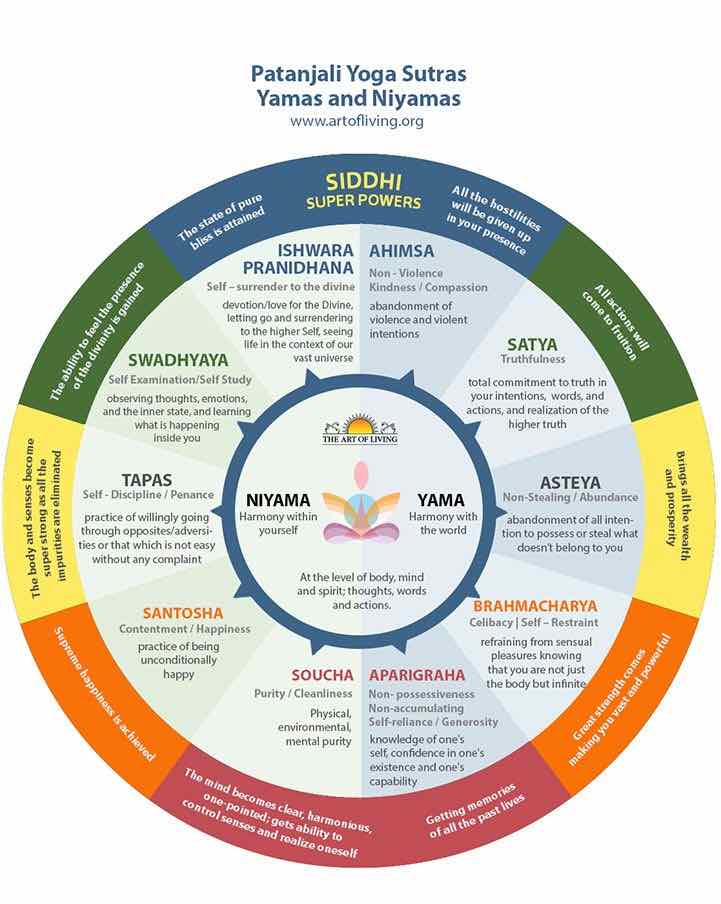 Patanjali Yoga Sutras
Yamas and Niyamas
www.artofliving.org
SIDDHI
SUPER POWERS
The state of pure
bliss is attained
All the hostilities
will be given up
in your presence
The ability to feel the presence
of the divinity is gained
All actions will
come to fruition
The body and senses become
super strong as all the
impurities are eliminated
Brings all the wealth
and prosperity
Supreme happiness is achieved
Great strength comes
making you vast and powerful
The mind becomes clear, harmonious,
one-pointed; gets ability to
control senses and realize oneself
Getting memories
of all the past lives
ISHWARA
PRANIDHANA
Self – surrender to the divine
devotion/love for the Divine,
letting go and surrendering
to the higher Self, seeing
life in the context of our
vast universe
AHIMSA
Non - Violence
Kindness / Compassion
abandonment of
violence and violent
intentions
SWADHYAYA
Self Examination/Self Study
observing thoughts, emotions,
and the inner state, and learning
what is happening
inside you
SATYA
Truthfulness
total commitment to truth in
your intentions, words, and
actions, and realization of the
higher truth
TAPAS
Self - Discipline / Penance
practice of willingly going
through opposites/adversi-
ties or that which is not easy
without any complaint
ASTEYA
Non-Stealing / Abundance
abandonment of all inten-
tion to possess or steal what
doesn't belong to you
SANTOSHA
Contentment / Happiness
practice of being
unconditionally
happy
BRAHMACHARYA
Celibacy | Self – Restraint
refraining from sensual
pleasures knowing
that you are not just
the body but infinite
SOUCHA
Purity / Cleanliness
Physical,
environmental,
mental purity
APARIGRAHA
Non- possessiveness
Non-accumulating
Self-reliance / Generosity
knowledge of one's
self, confidence in one's
existence and one's
capability
THE ART OF LIVING
NIYAMA
Harmony within
yourself
YAMA
Harmony with
the world
At the level of body, mind
and spirit; thoughts, words
and actions.